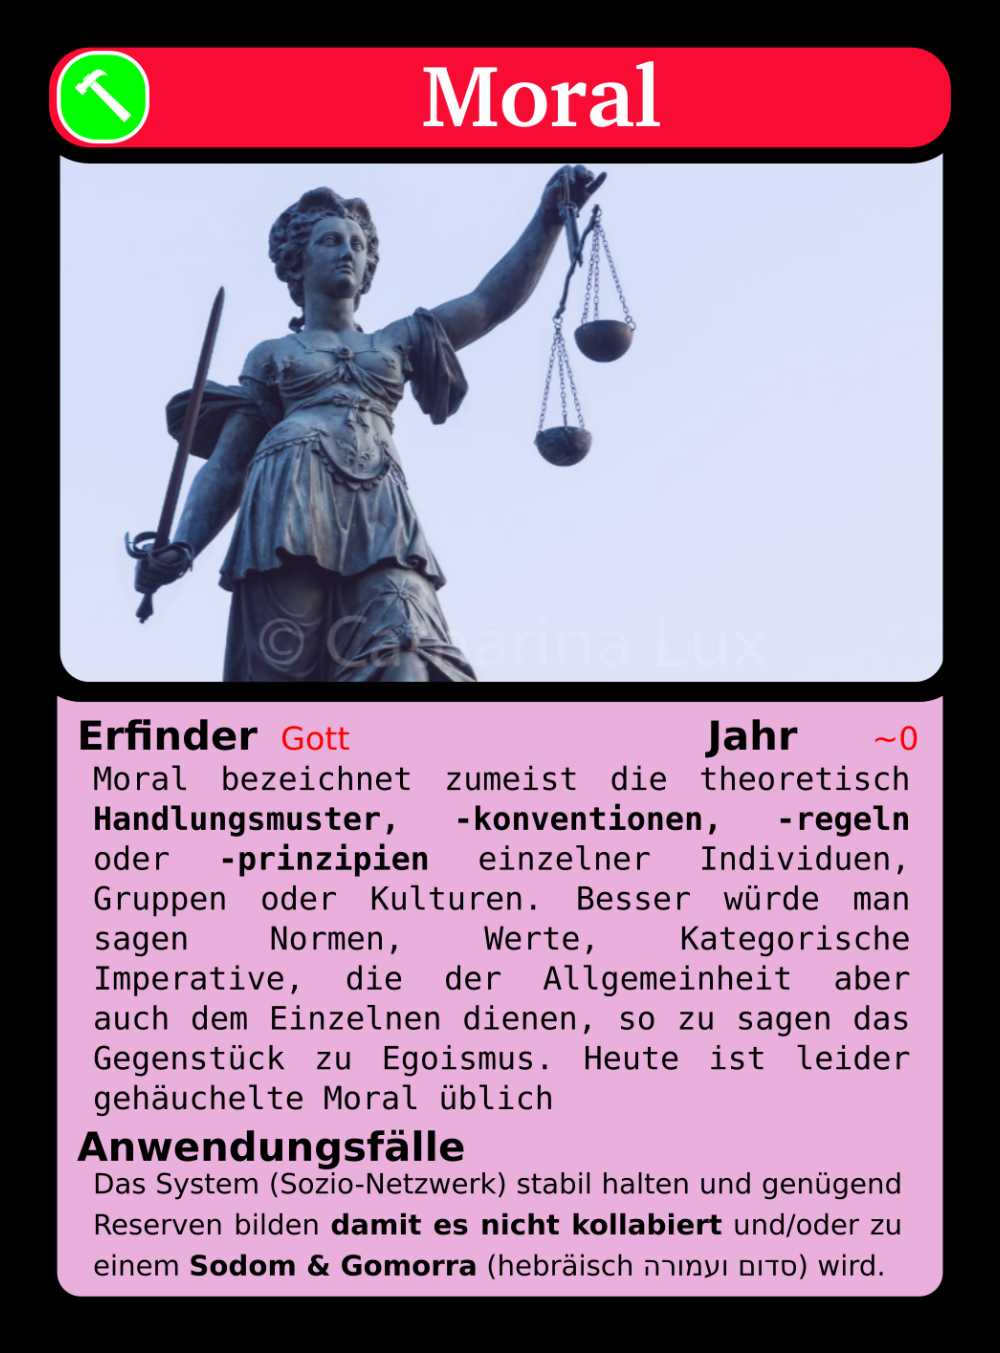 Moral
© Catharina Lux
Erfinder Gott Jahr ~0
Moral bezeichnet zumeist die theoretisch
Handlungsmuster, -konventionen, -regeln
oder -prinzipien einzelner Individuen,
Gruppen oder Kulturen. Besser würde man
sagen Normen, Werte, Kategorische
Imperative, die der Allgemeinheit aber
auch dem Einzelnen dienen, so zu sagen das
Gegenstück zu Egoismus. Heute ist leider
gehäuchelte Moral üblich
Anwendungsfälle
Das System (Sozio-Netzwerk) stabil halten und genügend
Reserven bilden damit es nicht kollabiert und/oder zu
einem Sodom & Gomorra (hebräisch סדום ועמורה) wird.